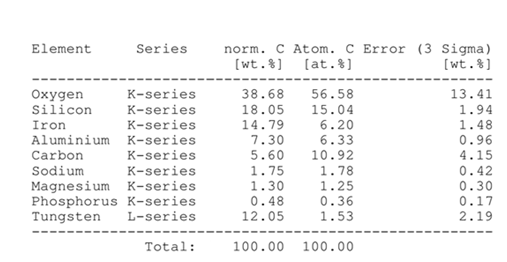 Element Series norm. C Atom. C Error (3 Sigma)
[wt.%] [at.%] [wt.%]
Oxygen K-series 38.68 56.58 13.41
Silicon K-series 18.05 15.04 1.94
Iron K-series 14.79 6.20 1.48
Aluminium K-series 7.30 6.33 0.96
Carbon K-series 5.60 10.92 4.15
Sodium K-series 1.75 1.78 0.42
Magnesium K-series 1.30 1.25 0.30
Phosphorus K-series 0.48 0.36 0.17
Tungsten L-series 12.05 1.53 2.19
Total: 100.00 100.00